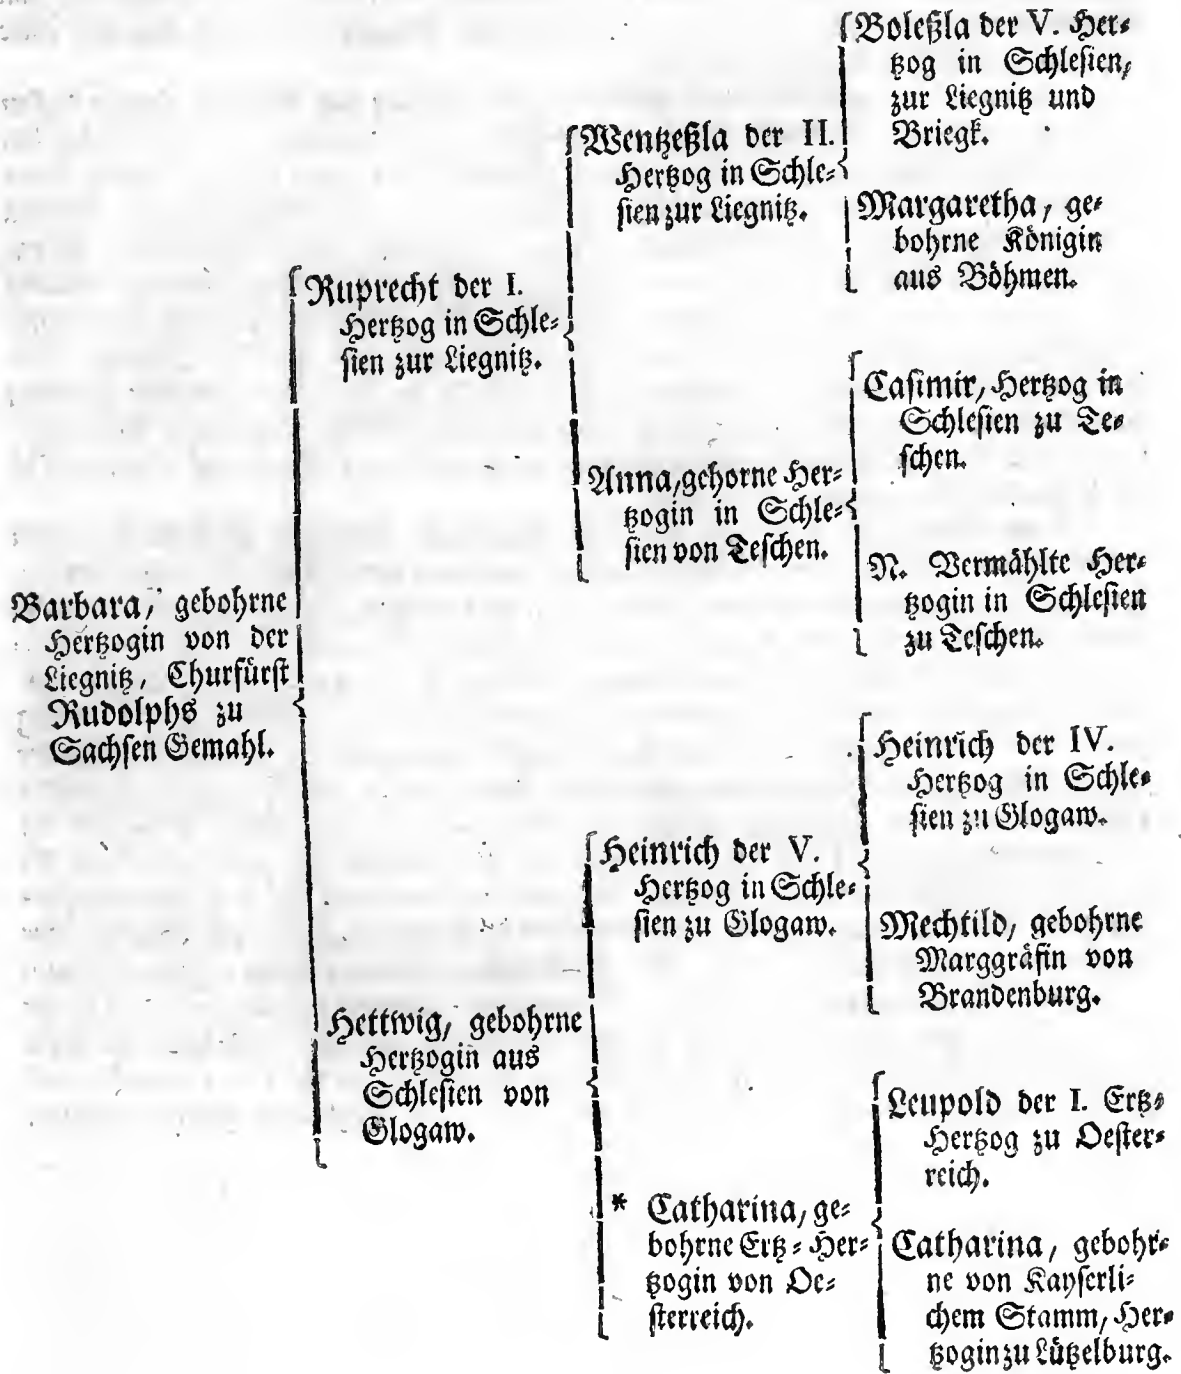 Barbara, gebohrne
Hertzogin von der
Liegnitz, Churfürst
Rudolphs zu
Sachsen Gemahl.
Ruprecht der I.
Hertzog in Schle-
sien zur Liegnitz.
Wentzeßla der II.
Hertzog in Schle-
sien zur Liegnitz.
Boleßla der V. Her-
tzog in Schlesien,
zur Liegnitz und
Briegk.
Margaretha, ge-
bohrne Königin
aus Böhmen.
Anna, gehorne Her-
tzogin in Schle-
sien von Teschen.
Casimir, Hertzog in
Schlesien zu Te-
schen.
N. Vermählte Her-
tzogin in Schlesien
zu Teschen.
Hettwig, gebohrne
Hertzogin aus
Schlesien von
Glogaw.
Heinrich der V.
Hertzog in Schle-
sien zu Glogaw.
Heinrich der IV.
Hertzog in Schle-
sien zu Glogaw.
Mechtild, gebohrne
Marggräfin von
Brandenburg.
* Catharina, ge-
bohrne Ertz-Her-
tzogin von Oe-
sterreich.
Leupold der I. Ertz-
Hertzog zu Oester-
reich.
Catharina, gebohr-
ne von Kayserli-
chem Stamm, Her-
tzogin zu Lützelburg.